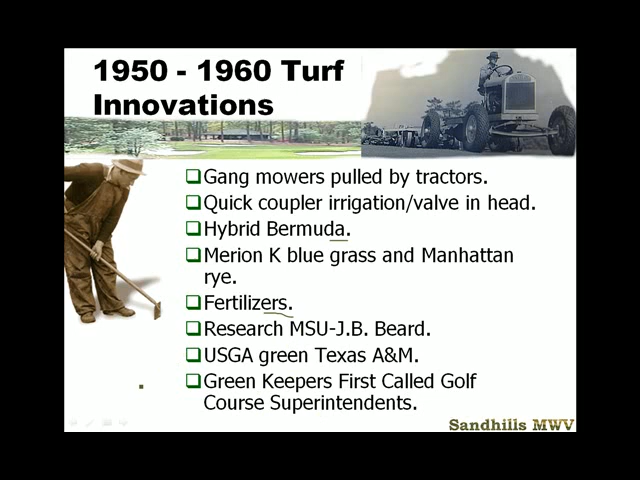 1950 - 1960 Turf
Innovations
Gang mowers pulled by tractors.
Quick coupler irrigation/valve in head.
Hybrid Bermuda.
Merion K blue grass and Manhattan
rye.
Fertilizers.
Research MSU-J.B. Beard.
USGA green Texas A&M.
Green Keepers First Called Golf
Course Superintendents.
Sandhills MWV